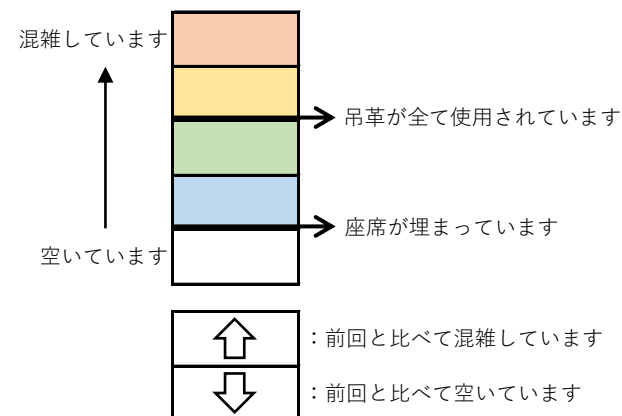 混雑しています
吊革が全て使用されています
座席が埋まっています
空いています
：前回と比べて混雑しています
：前回と比べて空いています